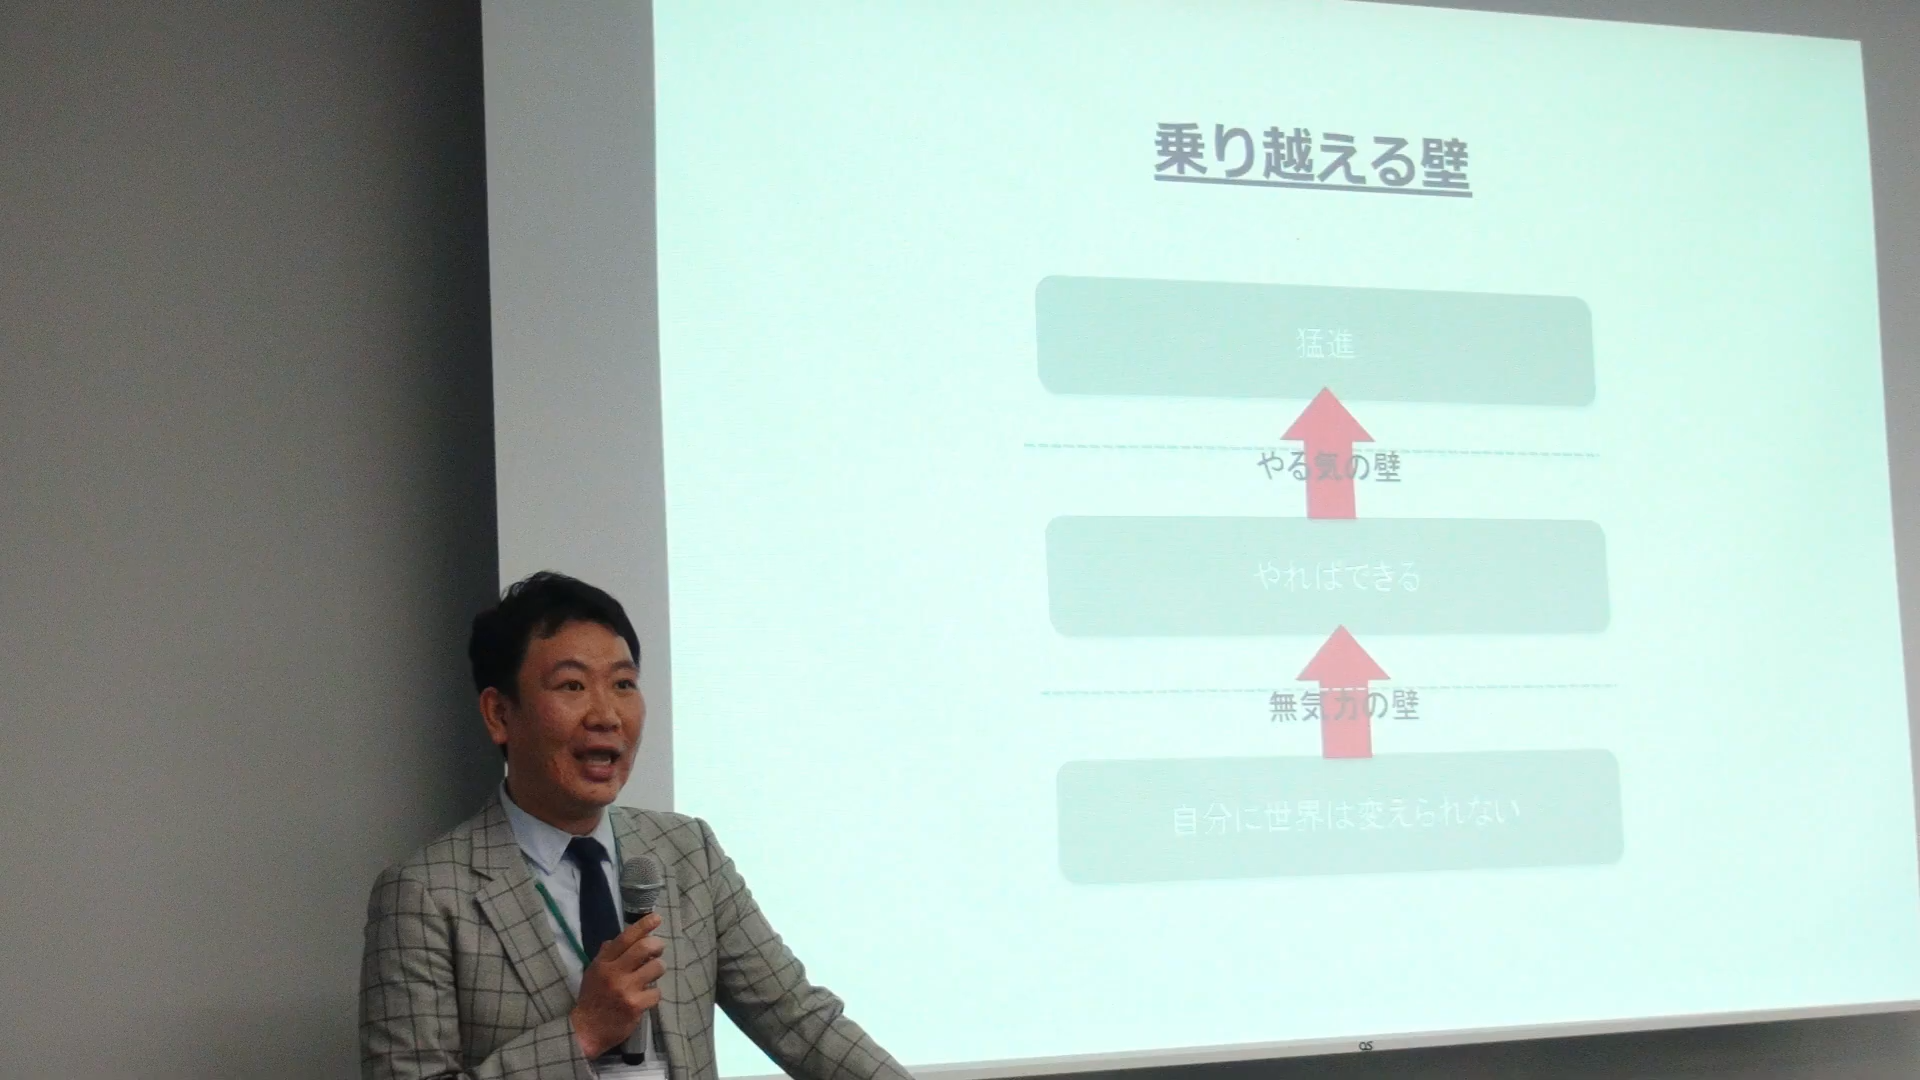 乗り越える壁
猛進
やる気の壁
やればできる
無気力の壁
自分に世界は変えられない
OS